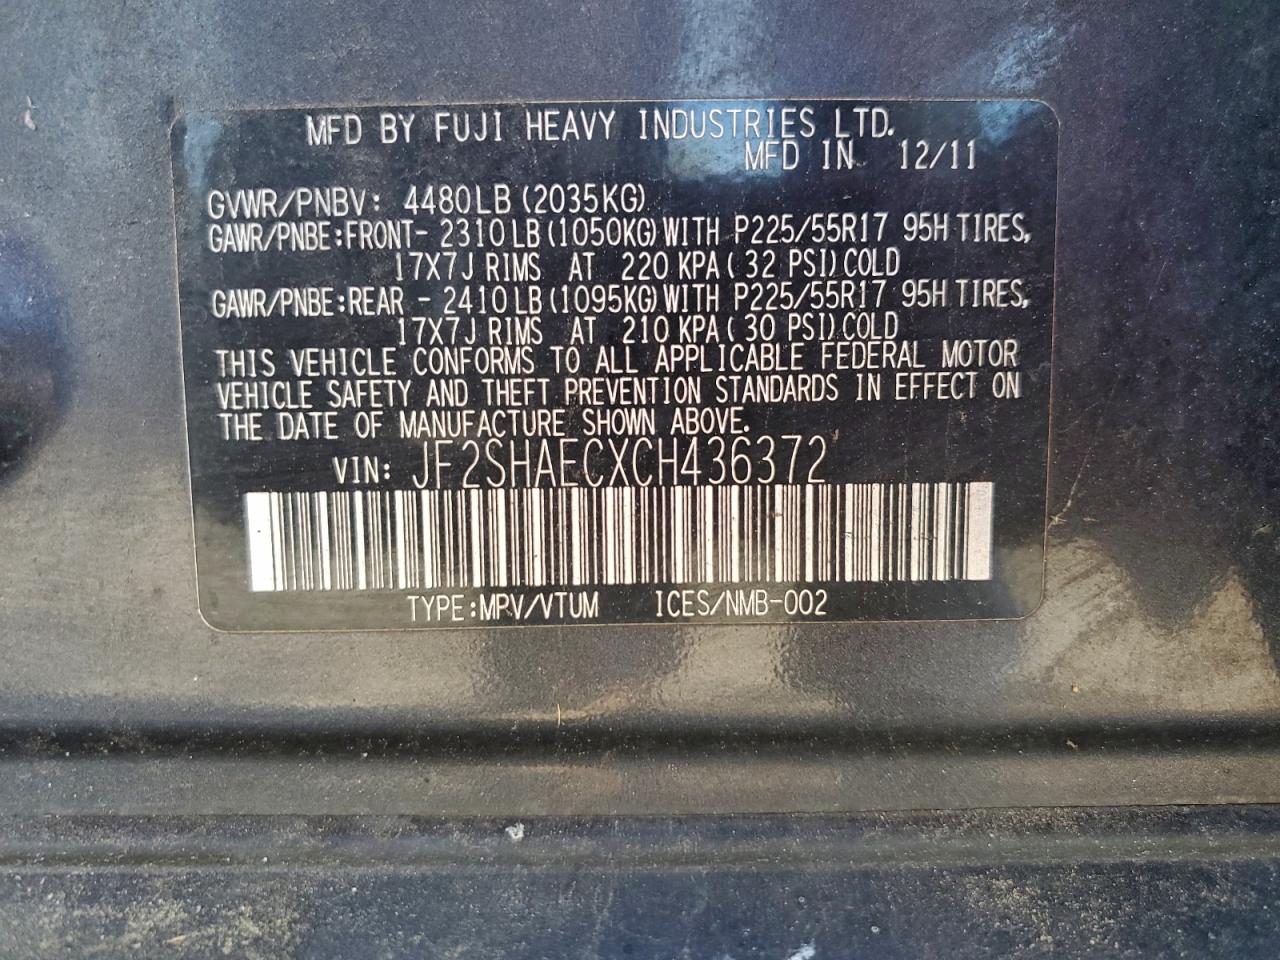 MFD BY FUJI HEAVY INDUSTRIES LTD.
MFD IN 12/11
GVWR/PNBV: 4480LB (2035KG)
GAWR/PNBE:FRONT- 2310LB (1050KG) WITH P225/55R17 95H TIRES,
17X7J RIMS AT 220 KPA ( 32 PSI) COLD
GAWR/PNBE:REAR - 2410LB (1095KG) WITH P225/55R17 95H TIRES,
17X7J RIMS AT 210 KPA ( 30 PSI) COLD
THIS VEHICLE CONFORMS TO ALL APPLICABLE FEDERAL MOTOR
VEHICLE SAFETY AND THEFT PREVENTION STANDARDS IN EFFECT ON
THE DATE OF MANUFACTURE SHOWN ABOVE.
VIN: JF2SHAECXCH436372
TYPE:MPV/VTUM ICES/NMB-002